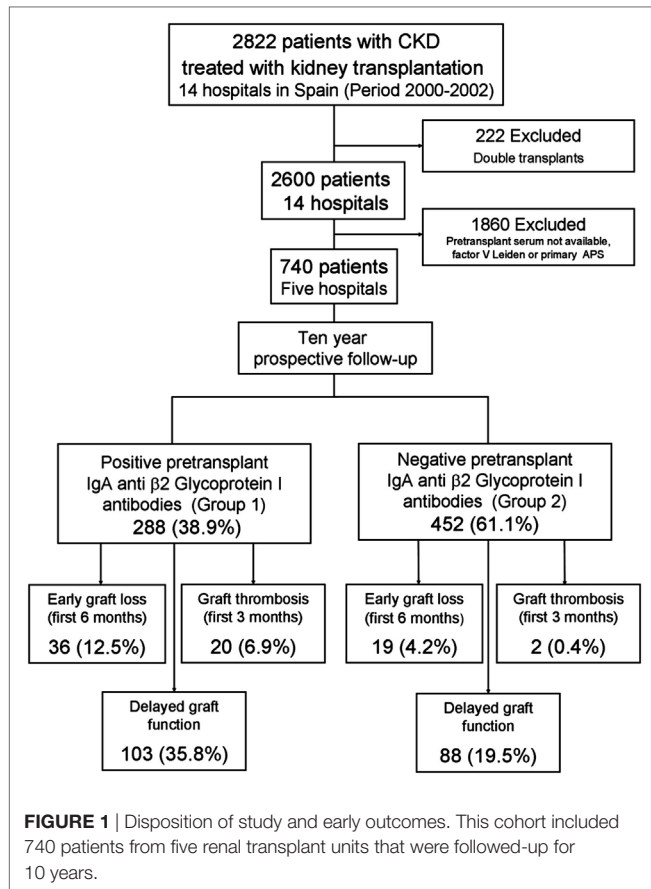 2822 patients with CKD
treated with kidney transplantation
14 hospitals in Spain (Period 2000-2002)
222 Excluded
Double transplants
2600 patients
14 hospitals
1860 Excluded
Pretransplant serum not available,
factor V Leiden or primary APS
740 patients
Five hospitals
Ten year
prospective follow-up
Positive pretransplant
IgA anti β2 Glycoprotein I
antibodies (Group 1)
288 (38.9%)
Negative pretransplant
IgA anti β2 Glycoprotein I
antibodies (Group 2)
452 (61.1%)
Early graft loss
(first 6 months)
36 (12.5%)
Graft thrombosis
(first 3 months)
20 (6.9%)
Early graft loss
(first 6 months)
19 (4.2%)
Graft thrombosis
(first 3 months)
2 (0.4%)
Delayed graft
function
103 (35.8%)
Delayed graft
function
88 (19.5%)
FIGURE 1 | Disposition of study and early outcomes. This cohort included
740 patients from five renal transplant units that were followed-up for
10 years.